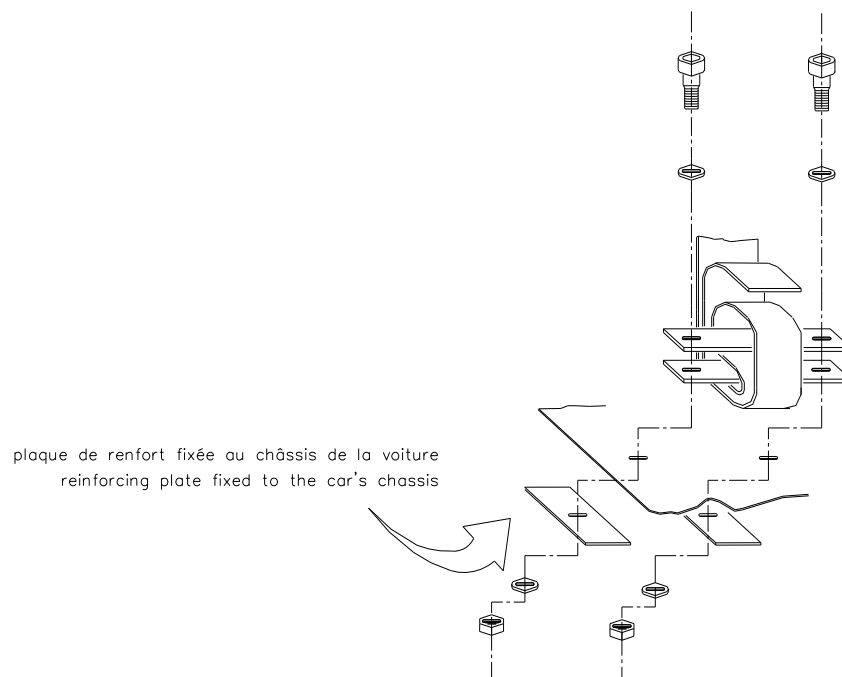 plaque de renfort fixée au châssis de la voiture
reinforcing plate fixed to the car's chassis